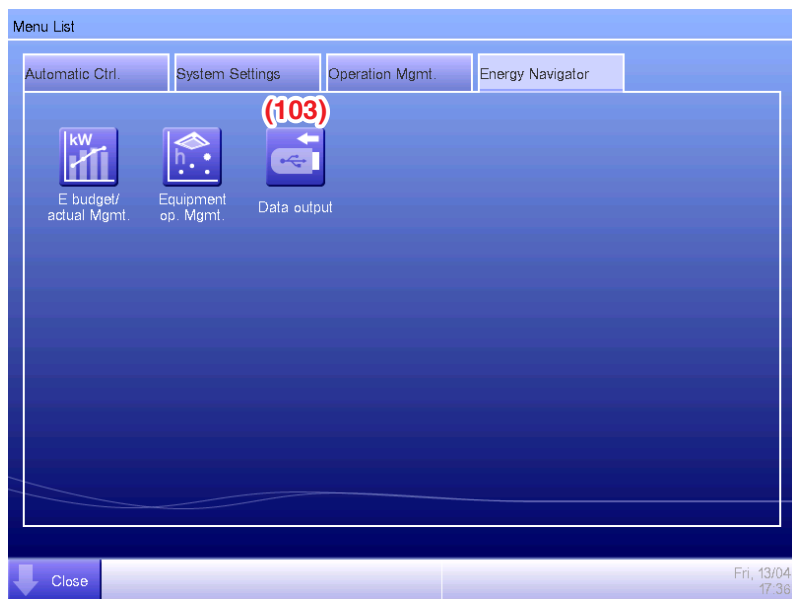 Menu List
Automatic Ctrl. System Settings Operation Mgmt. Energy Navigator
(103)
kW h
E budget/ Equipment Data output
actual Mgmt. op. Mgmt.
Close Fri, 13/04
17:36